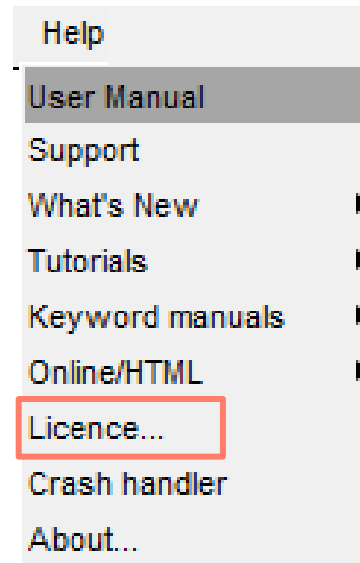 Help
User Manual
Support
What's New
Tutorials
Keyword manuals
Online/HTML
Licence...
Crash handler
About...